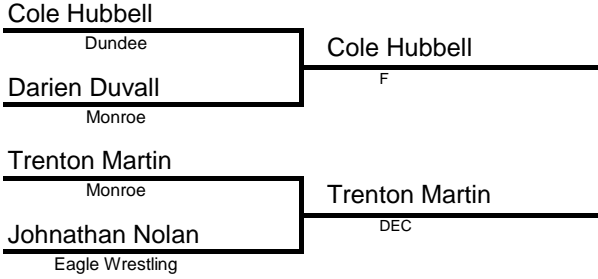 Cole Hubbell
Dundee
Cole Hubbell
F
Darien Duvall
Monroe
Trenton Martin
Monroe
Trenton Martin
DEC
Johnathan Nolan
Eagle Wrestling